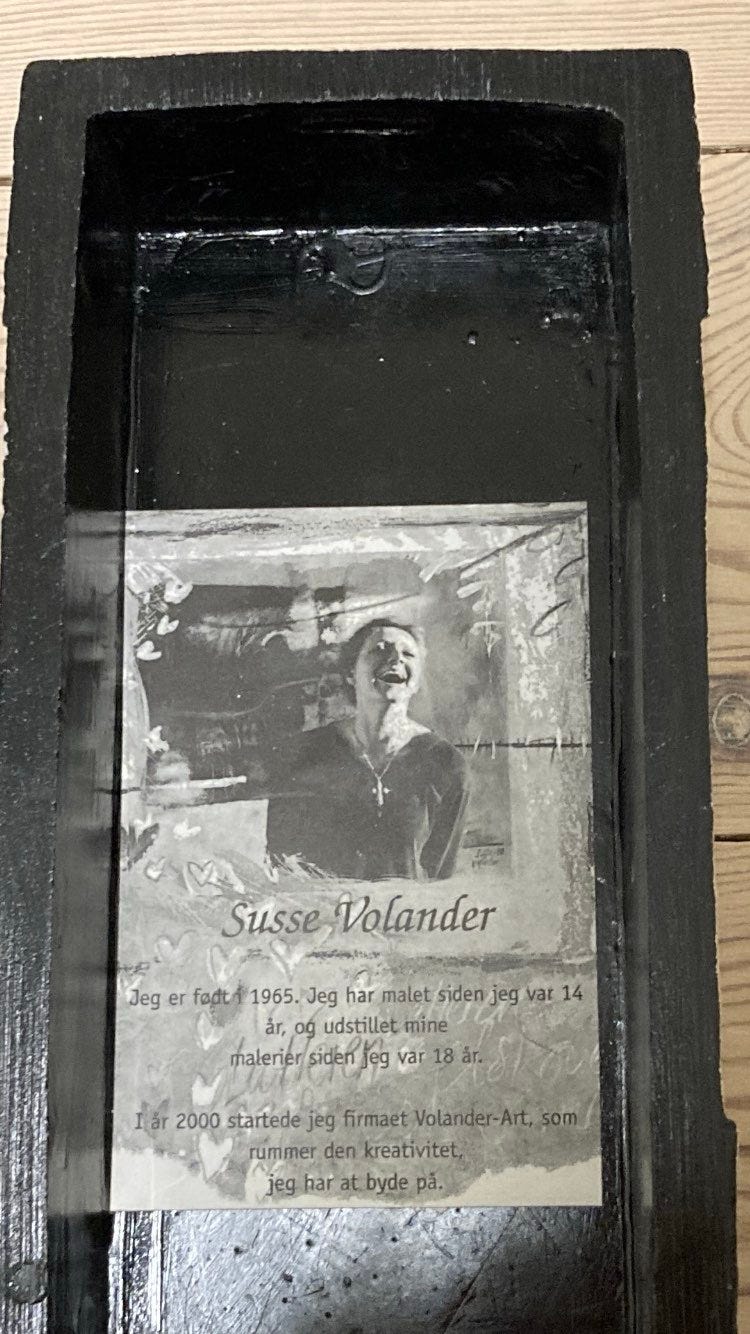 Susse Volander
Jeg er født i 1965. Jeg har malet siden jeg var 14
år, og udstillet mine
malerier siden jeg var 18 år.
I år 2000 startede jeg firmaet Volander-Art, som
rummer den kreativitet,
jeg har at byde på.